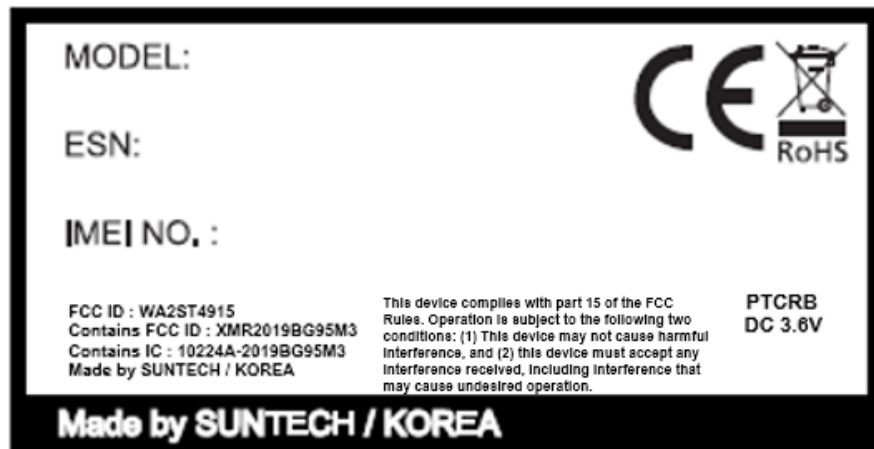 MODEL:
CE
ESN:
RoHS
IMEI NO. :
FCC ID : WA2ST4915
Contains FCC ID : XMR2019BG95M3
Contains IC : 10224A-2019BG95M3
Made by SUNTECH / KOREA
This device complies with part 15 of the FCC
Rules. Operation is subject to the following two
conditions: (1) This device may not cause harmful
interference, and (2) this device must accept any
interference received, including interference that
may cause undesired operation.
PTCRB
DC 3.6V
Made by SUNTECH / KOREA